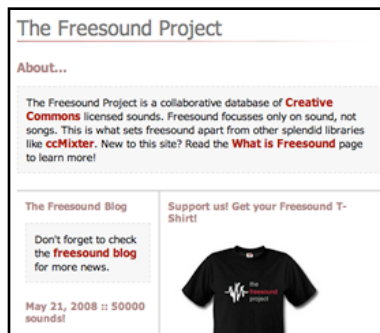 The Freesound Project
About...
The Freesound Project is a collaborative database of Creative
Commons licensed sounds. Freesound focusses only on sound, not
songs. This is what sets freesound apart from other splendid libraries
like ccMixter. New to this site? Read the What is Freesound page
to learn more!
The Freesound Blog
Don't forget to check
the freesound blog
for more news.
May 21, 2008 :: 50000
sounds!
Support us! Get your Freesound T-
Shirt!
the
freesound
project